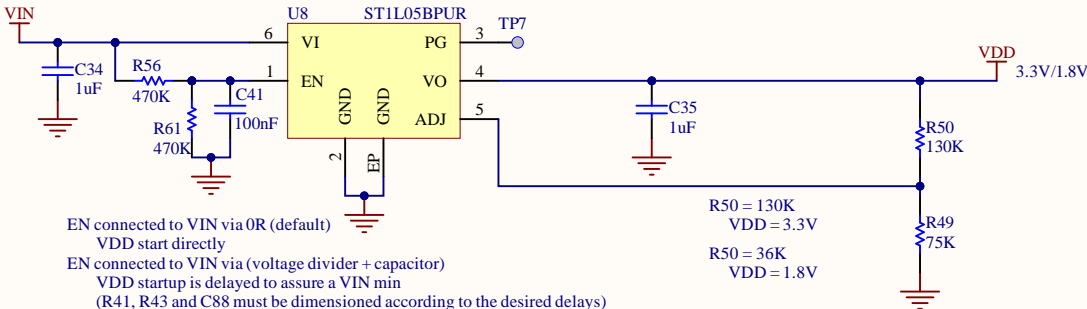 VIN
U8 ST1L05BPUR
TP7
6 VI PG 3
VDD
3.3V/1.8V
C34
1uF
R56
470K
1 EN VO 4
C41
100nF
R61
470K
GND
GND
ADJ 5
C35
1uF
R50
130K
2
EP
R50 = 130K
VDD = 3.3V
R49
75K
R50 = 36K
VDD = 1.8V
EN connected to VIN via 0R (default)
VDD start directly
EN connected to VIN via (voltage divider + capacitor)
VDD startup is delayed to assure a VIN min
(R41, R43 and C88 must be dimensioned according to the desired delays)